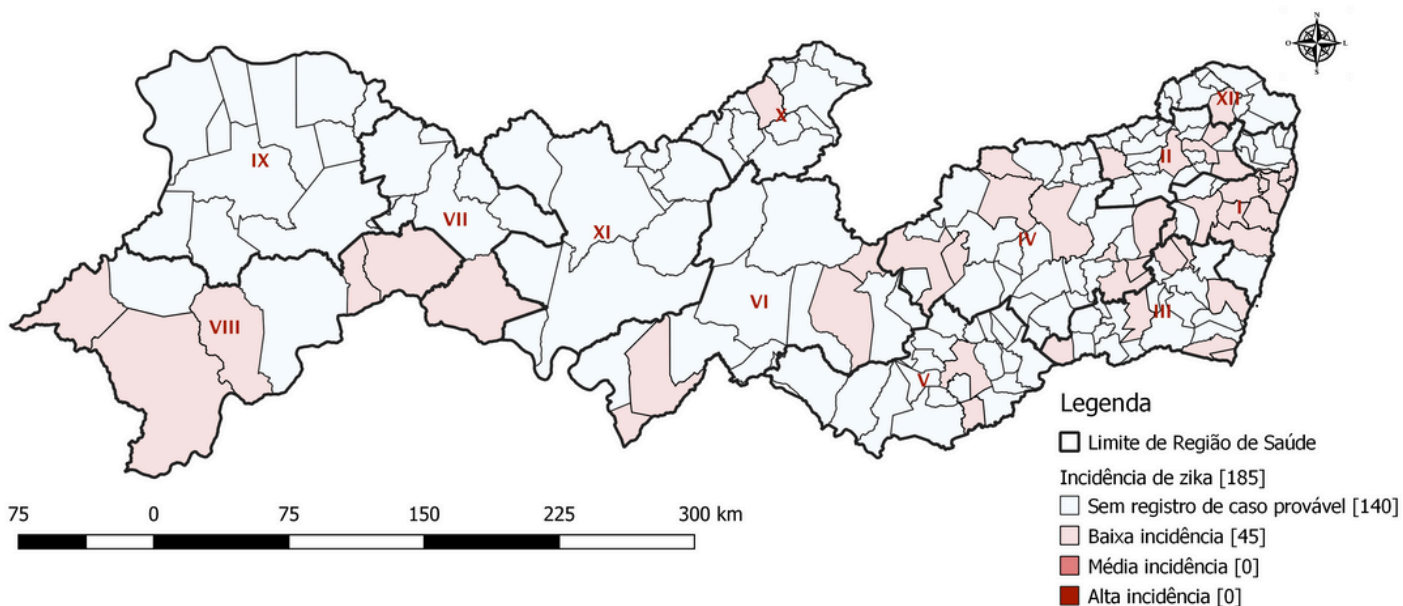 N
O L
S
XII
X
II
IX
I
VII
XI
IV
VI
VIII
III
V
Legenda
Limite de Região de Saúde
Incidência de zika [185]
Sem registro de caso provável [140]
Baixa incidência [45]
Média incidência [0]
Alta incidência [0]
75 0 75 150 225 300 km